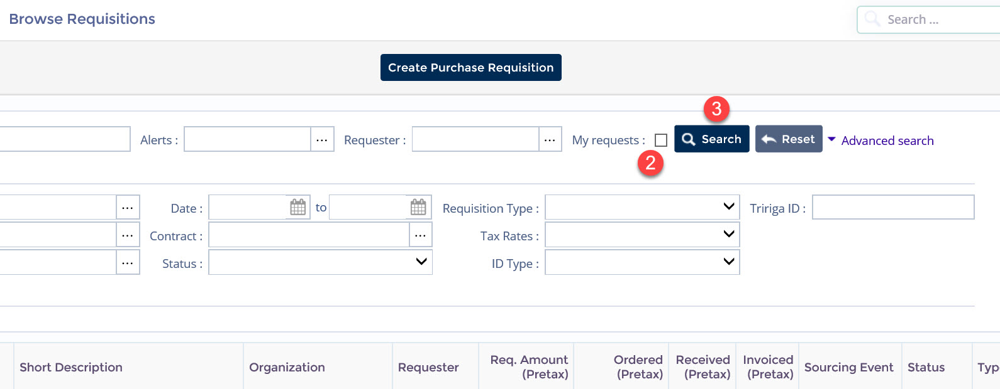 Browse Requisitions
Search ...
Create Purchase Requisition
3
Alerts : ... Requester : ... My requests : Search Reset Advanced search
2
... Date : to Requisition Type : Tririga ID :
... Contract : ... Tax Rates :
... Status : ID Type :
Short Description Organization Requester Req. Amount (Pretax) Ordered (Pretax) Received (Pretax) Invoiced (Pretax) Sourcing Event Status Type